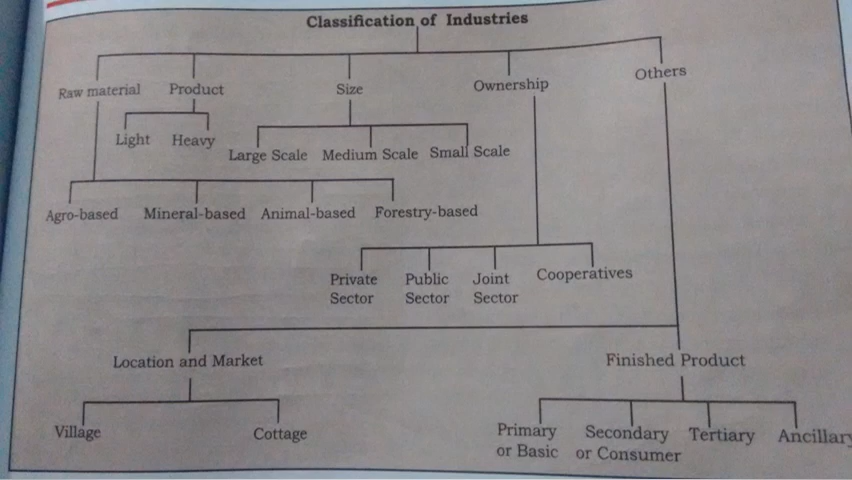 Classification of Industries
Raw material
Product
Size
Ownership
Others
Light
Heavy
Large Scale
Medium Scale
Small Scale
Agro-based
Mineral-based
Animal-based
Forestry-based
Private
Sector
Public
Sector
Joint
Sector
Cooperatives
Location and Market
Finished Product
Village
Cottage
Primary
or Basic
Secondary
or Consumer
Tertiary
Ancillary